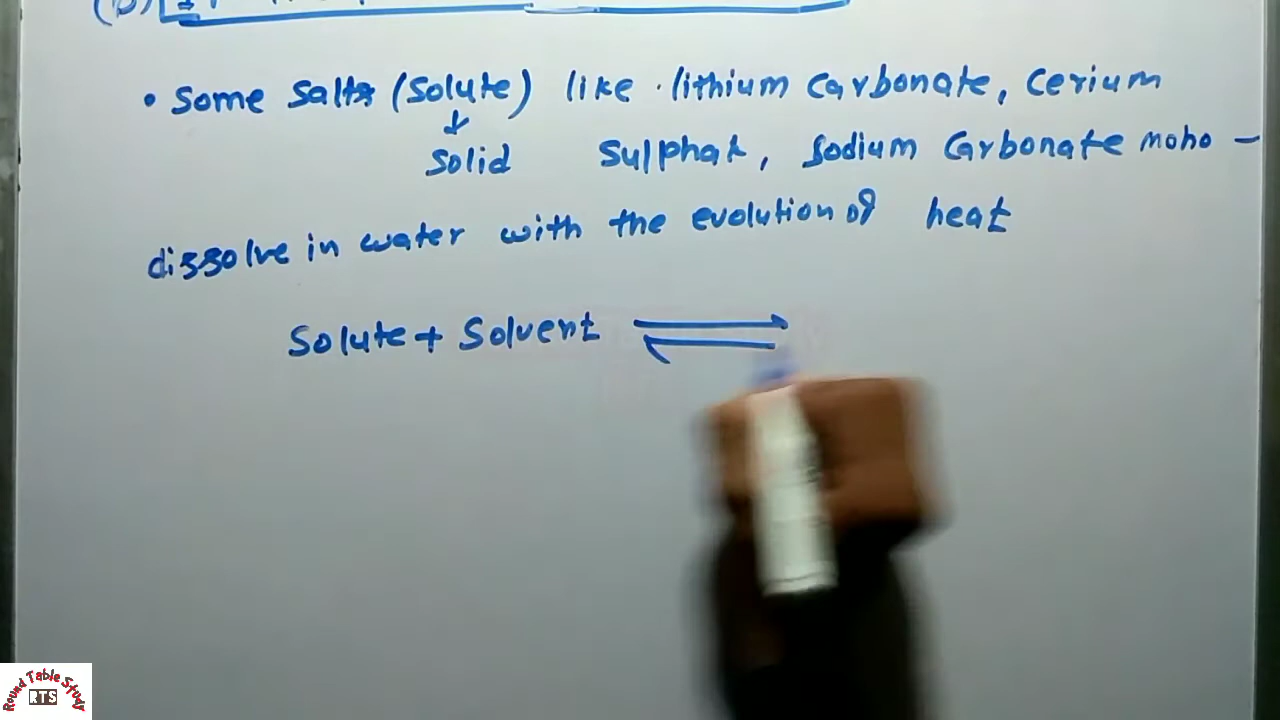 • Some salts (Solute) like lithium carbonate, cerium
↓
Solid Sulphate, Sodium Carbonate mono –
dissolve in water with the evolution of heat
Solute + Solvent ⇌
Round Table Study
RTS